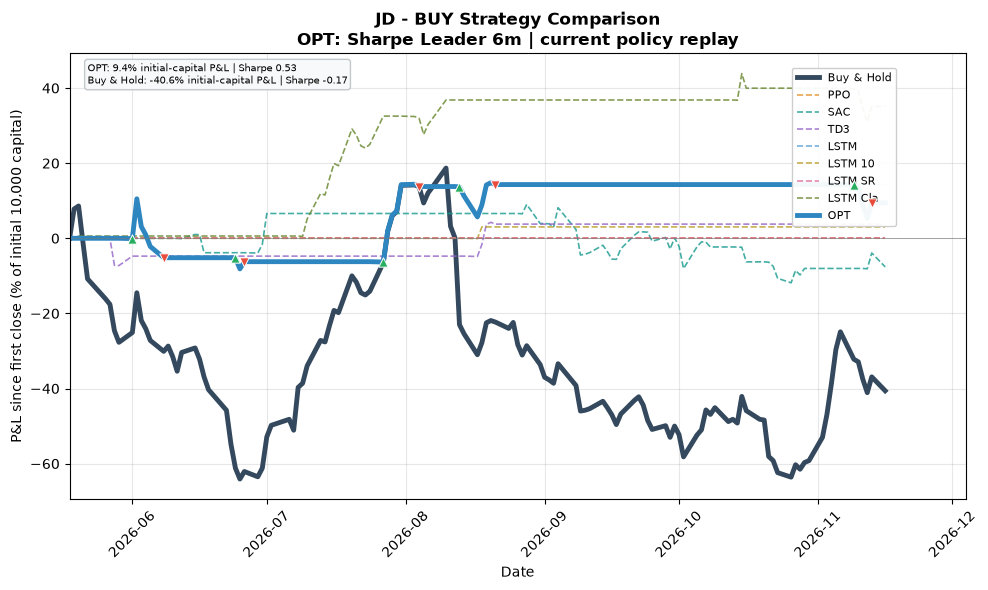 JD - BUY Strategy Comparison
OPT: Sharpe Leader 6m | current policy replay
OPT: 9.4% initial-capital P&L | Sharpe 0.53
Buy & Hold: -40.6% initial-capital P&L | Sharpe -0.17
Buy & Hold
PPO
SAC
TD3
LSTM
LSTM 10
LSTM SR
LSTM Cla
OPT
P&L since first close (% of initial 10,000 capital)
40
20
0
−20
−40
−60
2026-06
2026-07
2026-08
2026-09
2026-10
2026-11
2026-12
Date